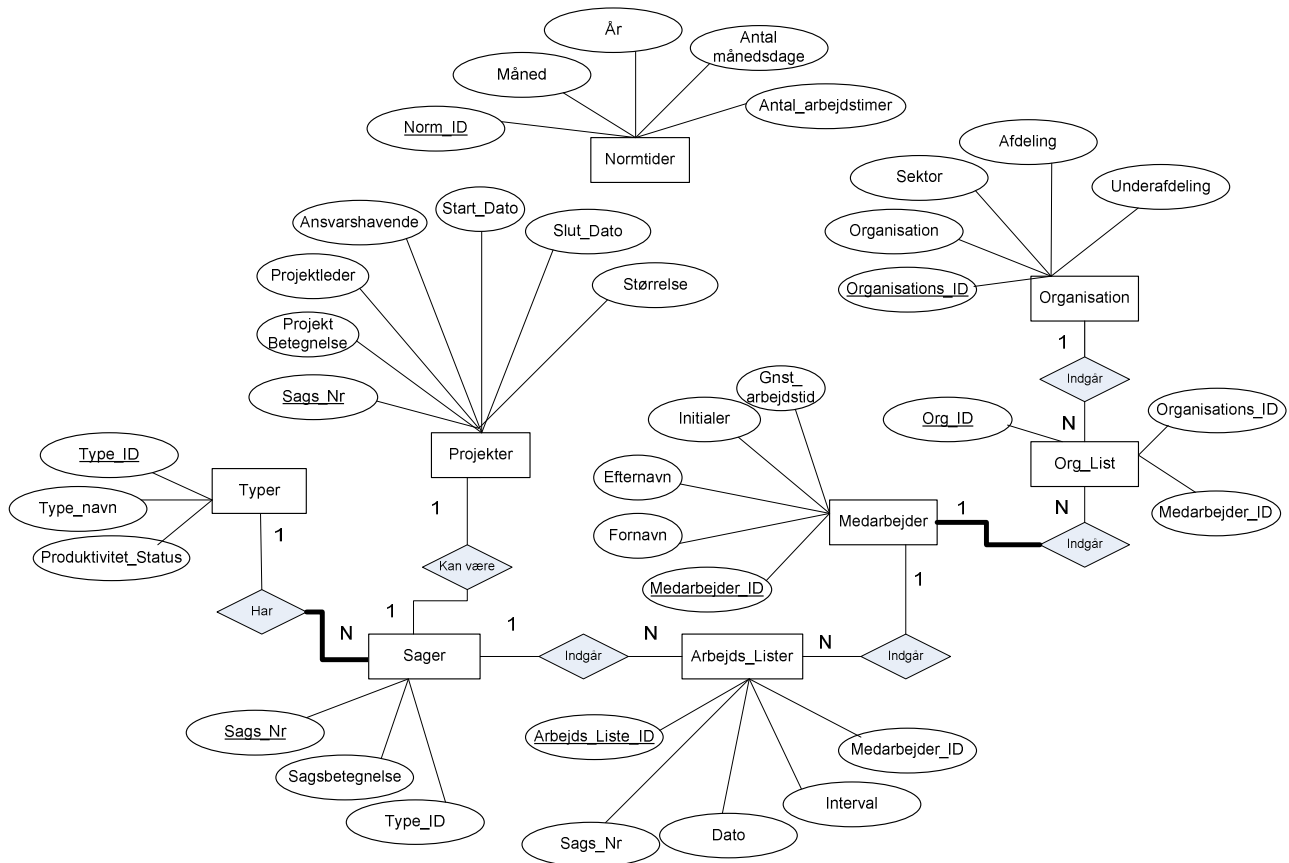 År
Antal
månedsdage
Måned
Antal_arbejdstimer
Norm_ID
Normtider
Afdeling
Sektor
Underafdeling
Organisation
Organisations_ID
Organisation
Start_Dato
Ansvarshavende
Slut_Dato
Projektleder
Størrelse
Projekt
Betegnelse
Sags_Nr
Projekter
1
Indgår
N
Org_ID
Organisations_ID
Org_List
Medarbejder_ID
N
Indgår
1
Gnst_
arbejdstid
Initialer
Efternavn
Fornavn
Medarbejder_ID
Medarbejder
1
Type_ID
Type_navn
Produktivitet_Status
Typer
1
Har
N
1
Kan være
1
Sager
1
Indgår
N
Arbejds_Lister
N
Indgår
Sags_Nr
Sagsbetegnelse
Type_ID
Arbejds_Liste_ID
Medarbejder_ID
Interval
Sags_Nr
Dato